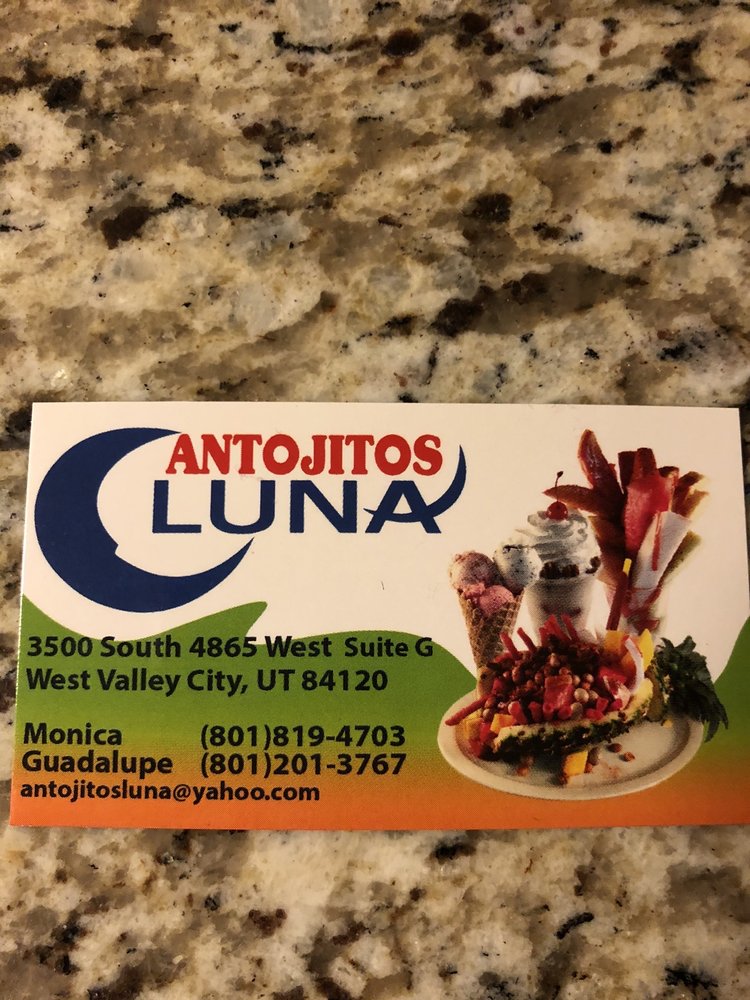 ANTOJITOS
LUNA
3500 South 4865 West Suite G
West Valley City, UT 84120
Monica (801)819-4703
Guadalupe (801)201-3767
antojitosluna@yahoo.com